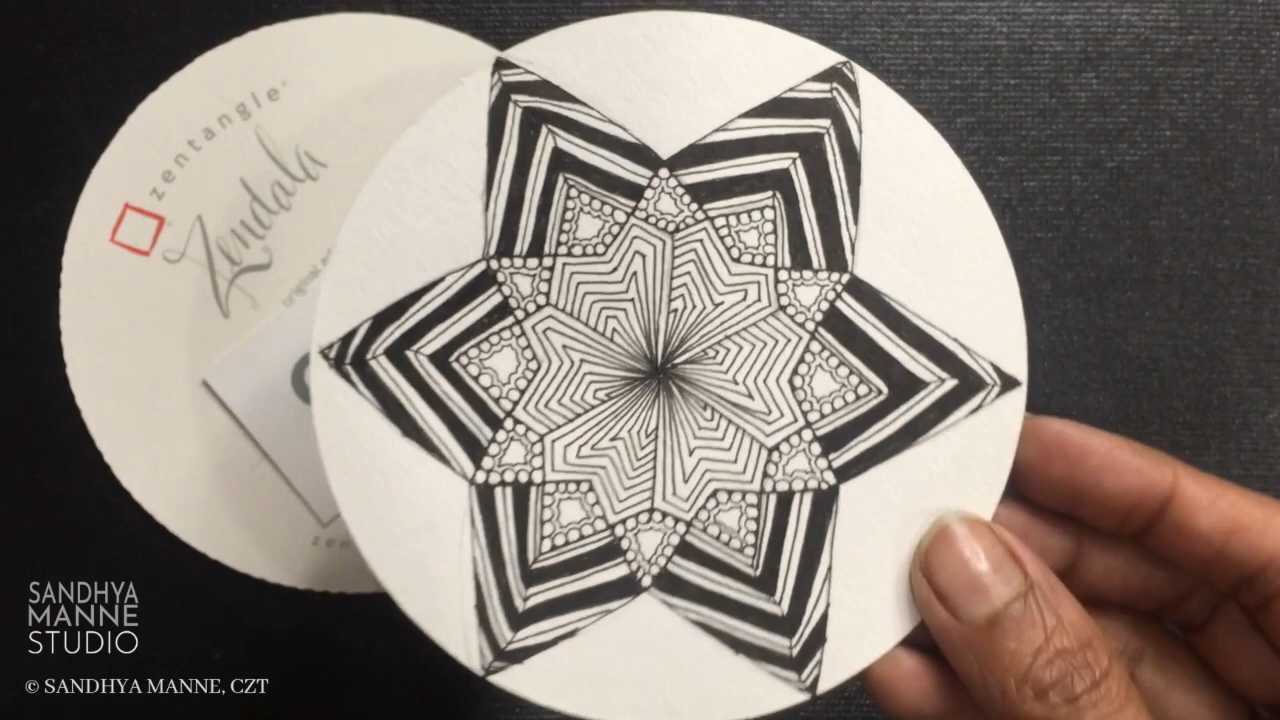 zentangle®
Zendala
SANDHYA
MANNE
STUDIO
© SANDHYA MANNE, CZT